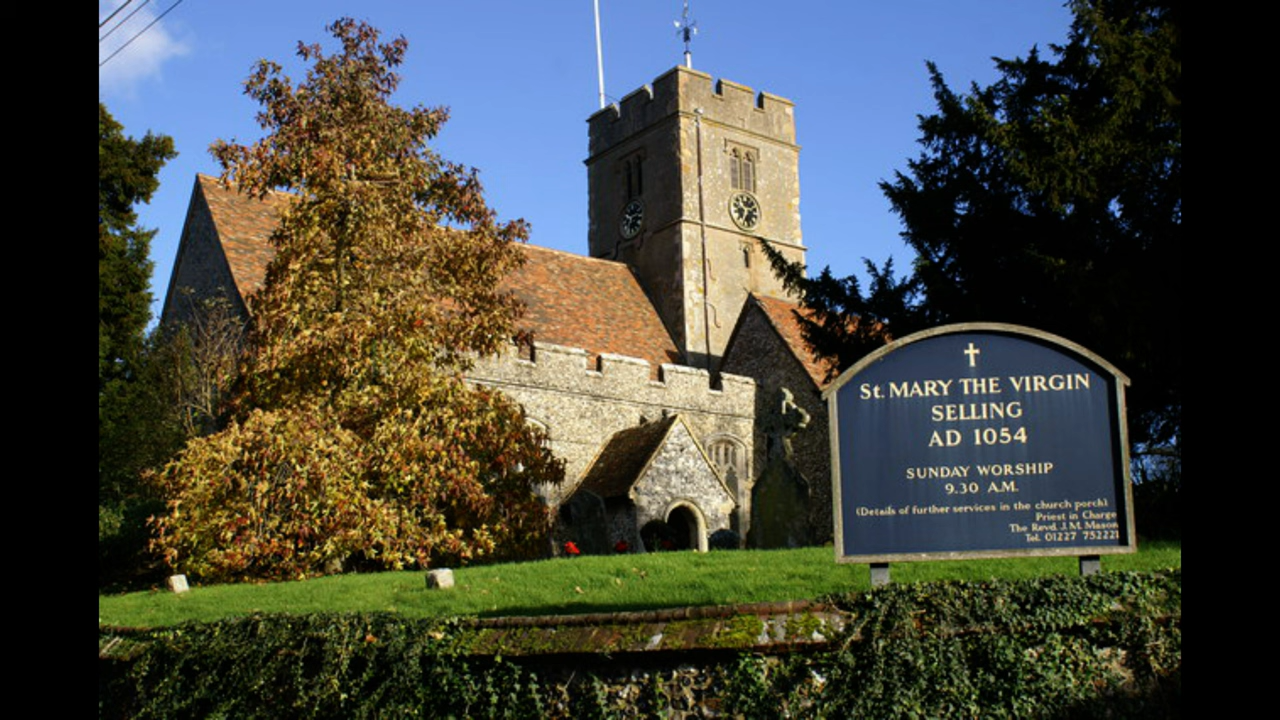 St. MARY THE VIRGIN
SELLING
AD 1054
SUNDAY WORSHIP
9.30 A.M.
(Details of further services in the church porch)
Priest in Charge
The Revd. J. M. Mason
Tel. 01227 752221